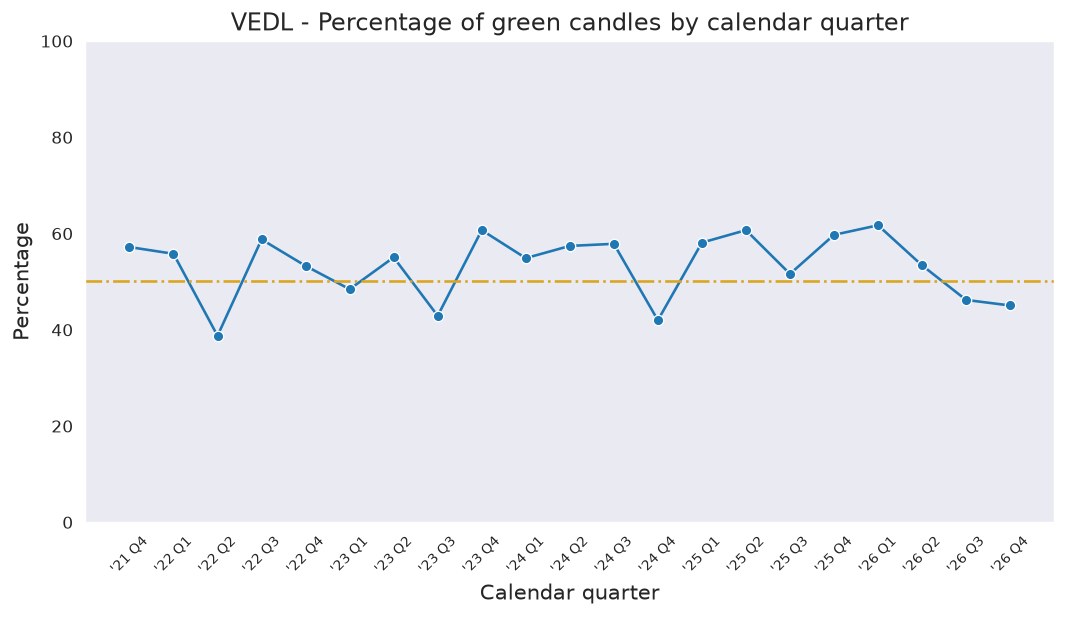 VEDL - Percentage of green candles by calendar quarter
100
80
60
40
20
0
Percentage
'21 Q4
'22 Q1
'22 Q2
'22 Q3
'22 Q4
'23 Q1
'23 Q2
'23 Q3
'23 Q4
'24 Q1
'24 Q2
'24 Q3
'24 Q4
'25 Q1
'25 Q2
'25 Q3
'25 Q4
'26 Q1
'26 Q2
'26 Q3
'26 Q4
Calendar quarter